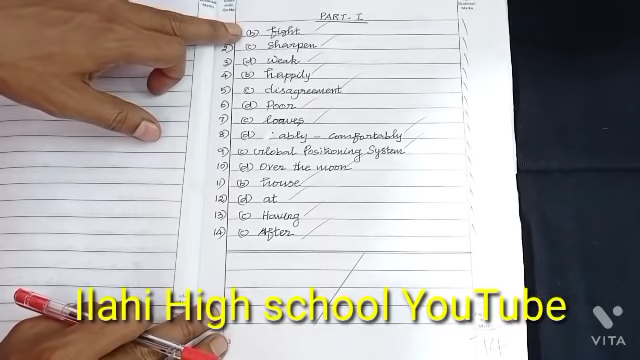 PART-I
(b) fight
2) (c) Sharpen
3) (d) weak
4) (b) happily
5) (c) disagreement
6) (d) Poor
7) (c) loaves
8) (d) :ably - comfortably
9) (c) Global Positioning System
10) (d) over the moon
11) (b) house
12) (d) at
13) (c) Having
14) (c) After
Ilahi High school YouTube
14
VITA